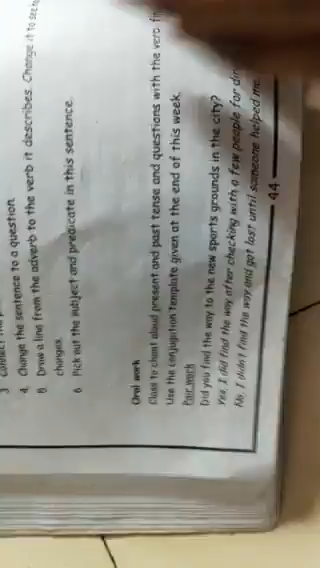 3 Connect
4. Change the sentence to a question
5 Draw a line from the adverb to the verb it describes. Change it to
changes.
6 Pick out the subject and predicate in this sentence.
Oral work
Class to chant aloud present and past tense and questions with the verb
Use the conjugation template given at the end of this week.
Pair work
Did you find the way to the new sports grounds in the city?
Yes, I did find the way after checking with a few people for
No, I didn't find the way and got lost until someone helped me.
44